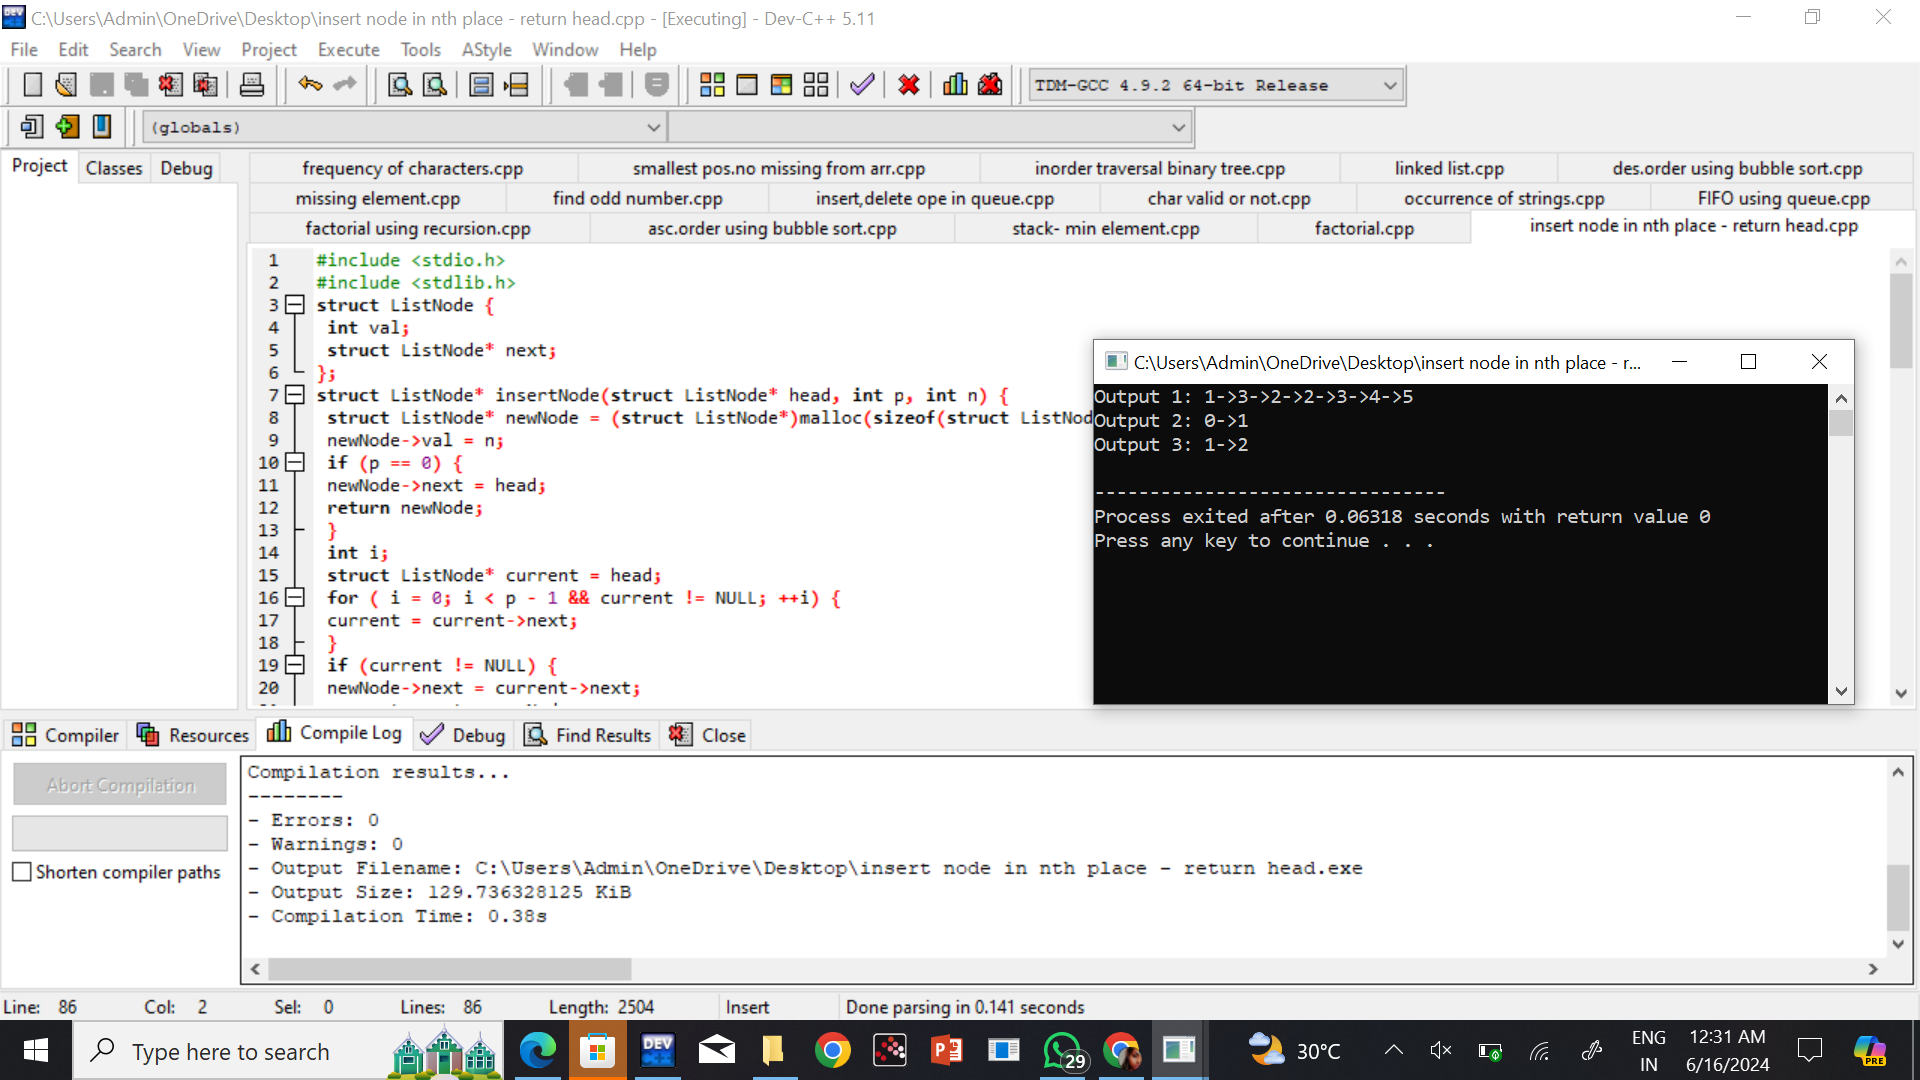 C:\Users\Admin\OneDrive\Desktop\insert node in nth place - return head.cpp - [Executing] - Dev-C++ 5.11
File Edit Search View Project Execute Tools AStyle Window Help
TDM-GCC 4.9.2 64-bit Release
(globals)
Project Classes Debug
frequency of characters.cpp smallest pos.no missing from arr.cpp inorder traversal binary tree.cpp linked list.cpp des.order using bubble sort.cpp
missing element.cpp find odd number.cpp insert,delete ope in queue.cpp char valid or not.cpp occurrence of strings.cpp FIFO using queue.cpp
factorial using recursion.cpp asc.order using bubble sort.cpp stack- min element.cpp factorial.cpp insert node in nth place - return head.cpp
1 #include <stdio.h>
2 #include <stdlib.h>
3 struct ListNode {
4 int val;
5 struct ListNode* next;
6 };
7 struct ListNode* insertNode(struct ListNode* head, int p, int n) {
8 struct ListNode* newNode = (struct ListNode*)malloc(sizeof(struct ListNod
9 newNode->val = n;
10 if (p == 0) {
11 newNode->next = head;
12 return newNode;
13 }
14 int i;
15 struct ListNode* current = head;
16 for ( i = 0; i < p - 1 && current != NULL; ++i) {
17 current = current->next;
18 }
19 if (current != NULL) {
20 newNode->next = current->next;
C:\Users\Admin\OneDrive\Desktop\insert node in nth place - r...
Output 1: 1->3->2->2->3->4->5
Output 2: 0->1
Output 3: 1->2
--------------------------------
Process exited after 0.06318 seconds with return value 0
Press any key to continue . . .
Compiler Resources Compile Log Debug Find Results Close
Abort Compilation
Shorten compiler paths
Compilation results...
--------
- Errors: 0
- Warnings: 0
- Output Filename: C:\Users\Admin\OneDrive\Desktop\insert node in nth place - return head.exe
- Output Size: 129.736328125 KiB
- Compilation Time: 0.38s
Line: 86 Col: 2 Sel: 0 Lines: 86 Length: 2504 Insert Done parsing in 0.141 seconds
Type here to search
DEV C++
29
30°C
ENG
IN
12:31 AM
6/16/2024
PRE